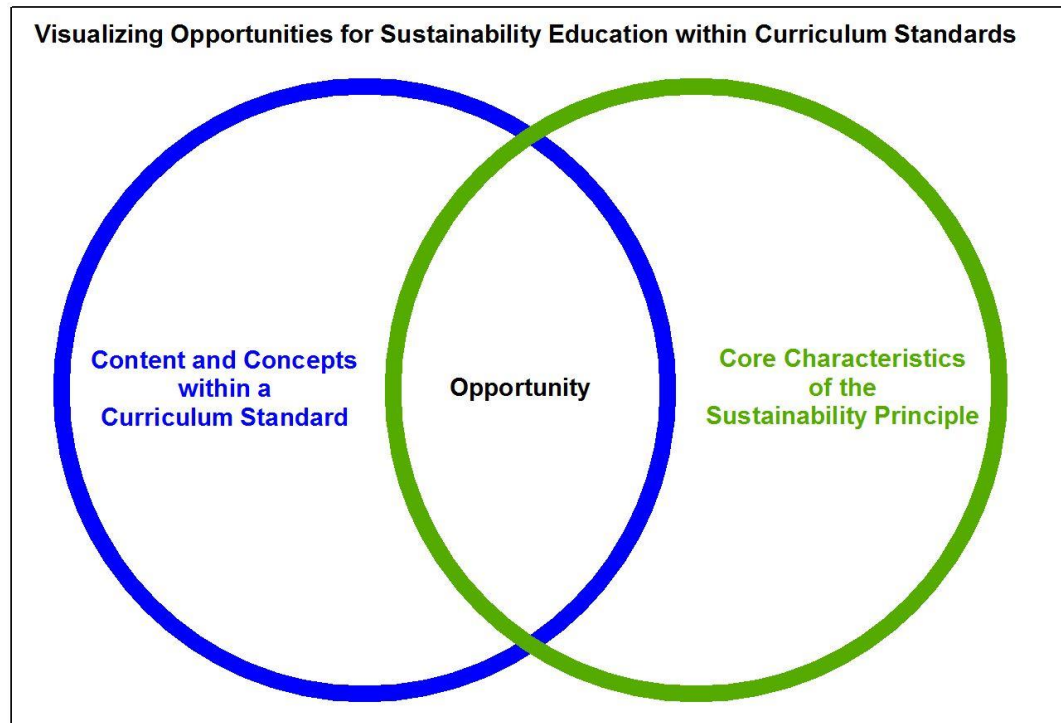 Visualizing Opportunities for Sustainability Education within Curriculum Standards
Content and Concepts
within a
Curriculum Standard
Opportunity
Core Characteristics
of the
Sustainability Principle